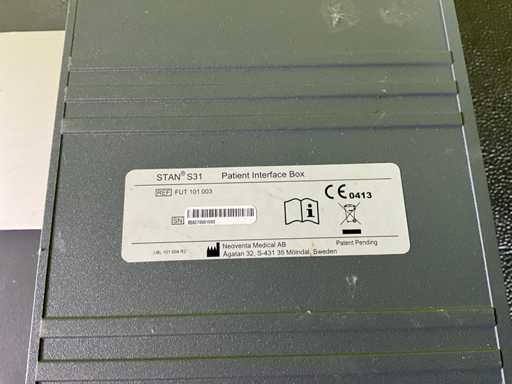 STAN® S31 Patient Interface Box
REF FUT 101 003
CE 0413
SN
Neoventa Medical AB
Ågatan 32, S-431 35 Mölndal, Sweden
Patent Pending